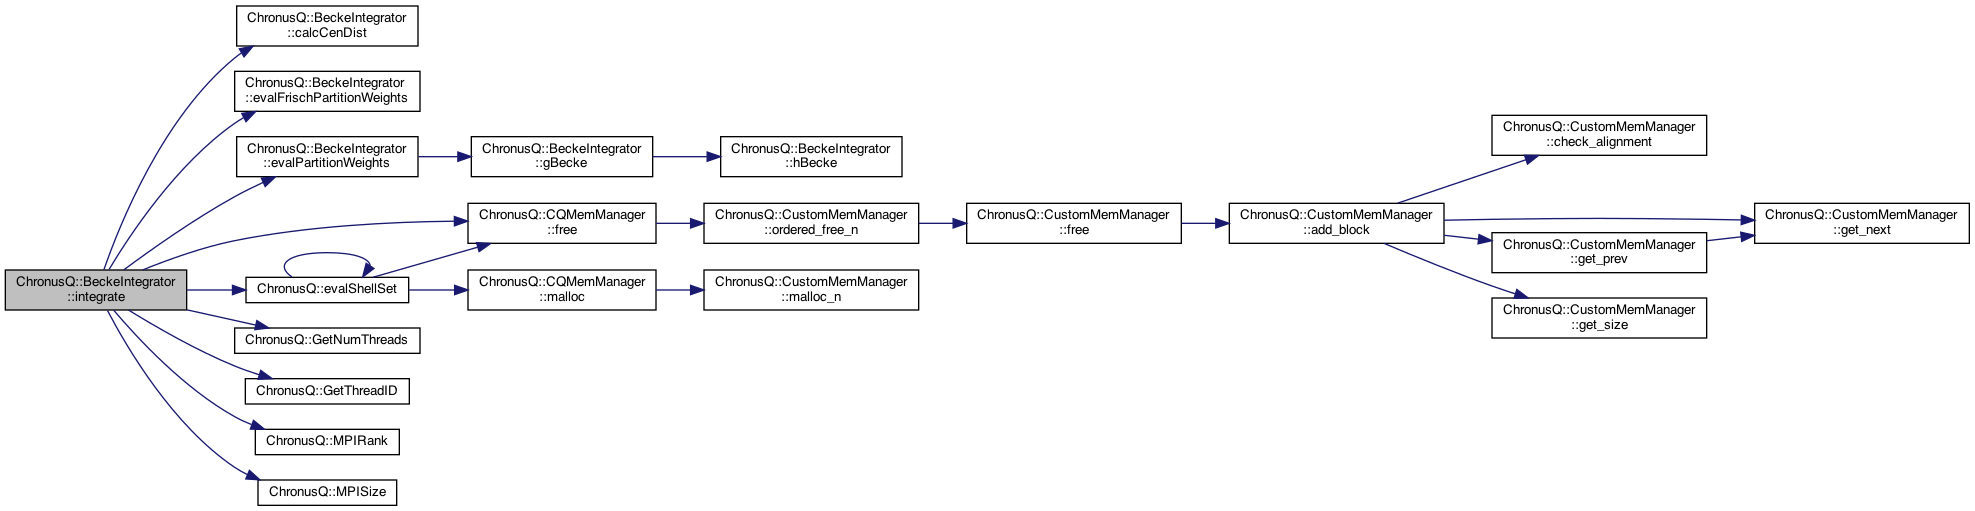 ChronusQ::BeckeIntegrator
::integrate
ChronusQ::BeckeIntegrator
::calcCenDist
ChronusQ::BeckeIntegrator
::evalFrischPartitionWeights
ChronusQ::BeckeIntegrator
::evalPartitionWeights
ChronusQ::BeckeIntegrator
::gBecke
ChronusQ::BeckeIntegrator
::hBecke
ChronusQ::CQMemManager
::free
ChronusQ::CustomMemManager
::ordered_free_n
ChronusQ::CustomMemManager
::free
ChronusQ::CustomMemManager
::add_block
ChronusQ::CustomMemManager
::check_alignment
ChronusQ::CustomMemManager
::get_next
ChronusQ::CustomMemManager
::get_prev
ChronusQ::CustomMemManager
::get_size
ChronusQ::evalShellSet
ChronusQ::CQMemManager
::malloc
ChronusQ::CustomMemManager
::malloc_n
ChronusQ::GetNumThreads
ChronusQ::GetThreadID
ChronusQ::MPIRank
ChronusQ::MPISize